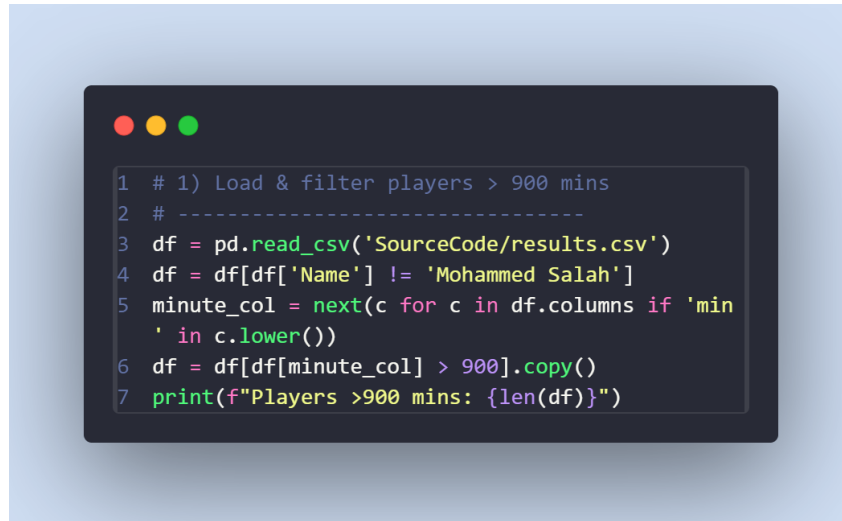 1 # 1) Load & filter players > 900 mins
2 # ---------------------------------
3 df = pd.read_csv('SourceCode/results.csv')
4 df = df[df['Name'] != 'Mohammed Salah']
5 minute_col = next(c for c in df.columns if 'min
' in c.lower())
6 df = df[df[minute_col] > 900].copy()
7 print(f"Players >900 mins: {len(df)}")